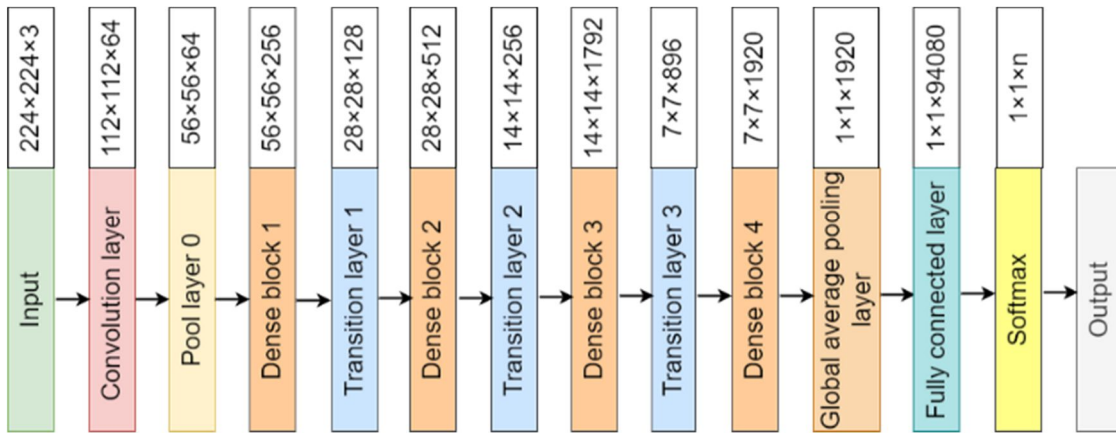 224×224×3
Input
112×112×64
Convolution layer
56×56×64
Pool layer 0
56×56×256
Dense block 1
28×28×128
Transition layer 1
28×28×512
Dense block 2
14×14×256
Transition layer 2
14×14×1792
Dense block 3
7×7×896
Transition layer 3
7×7×1920
Dense block 4
1×1×1920
Global average pooling
layer
1×1×94080
Fully connected layer
1×1×n
Softmax
Output